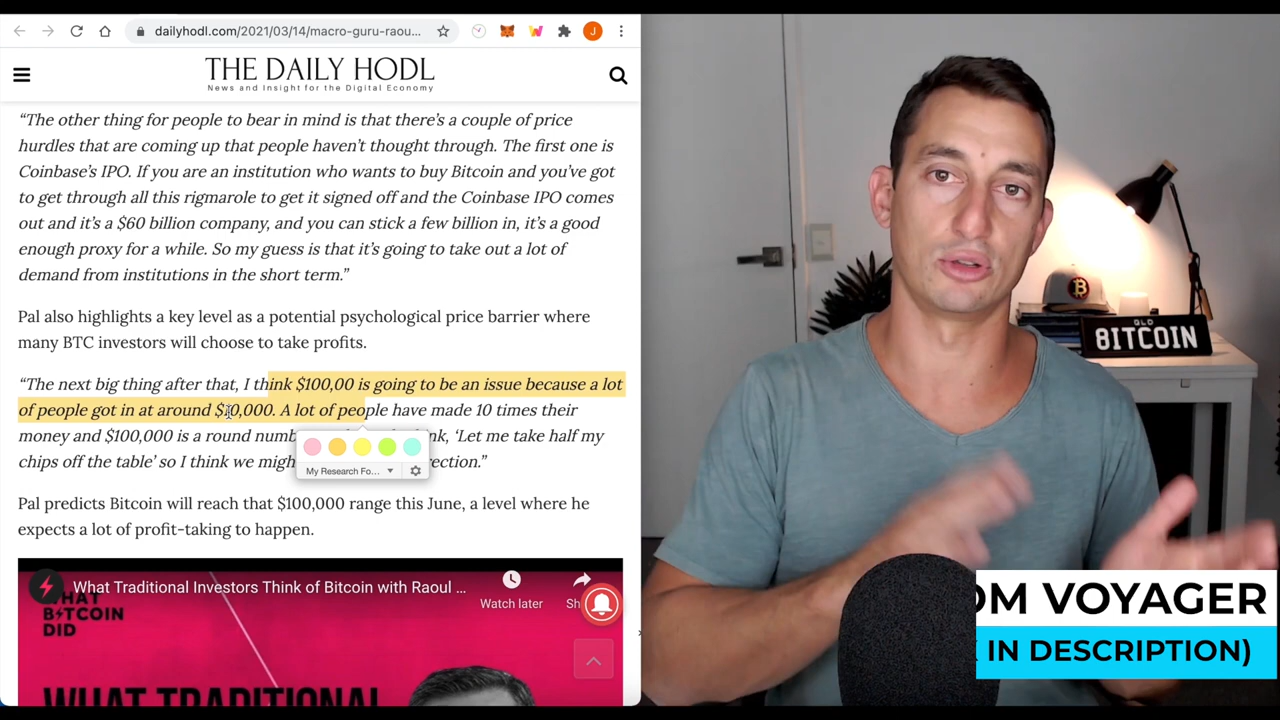 dailyhodl.com/2021/03/14/macro-guru-raou...
J
THE DAILY HODL
News and Insight for the Digital Economy
“The other thing for people to bear in mind is that there’s a couple of price
hurdles that are coming up that people haven’t thought through. The first one is
Coinbase’s IPO. If you are an institution who wants to buy Bitcoin and you’ve got
to get through all this rigmarole to get it signed off and the Coinbase IPO comes
out and it’s a $60 billion company, and you can stick a few billion in, it’s a good
enough proxy for a while. So my guess is that it’s going to take out a lot of
demand from institutions in the short term.”
Pal also highlights a key level as a potential psychological price barrier where
many BTC investors will choose to take profits.
“The next big thing after that, I think $100,00 is going to be an issue because a lot
of people got in at around $10,000. A lot of people have made 10 times their
money and $100,000 is a round numb nk, ‘Let me take half my
chips off the table’ so I think we migh rection.”
My Research Fo...
Pal predicts Bitcoin will reach that $100,000 range this June, a level where he
expects a lot of profit-taking to happen.
What Traditional Investors Think of Bitcoin with Raoul ...
Watch later
Sh
WHAT
BITCOIN
DID
WHAT TRADITIONAL
QLD
8ITCOIN
OM VOYAGER
IN DESCRIPTION)